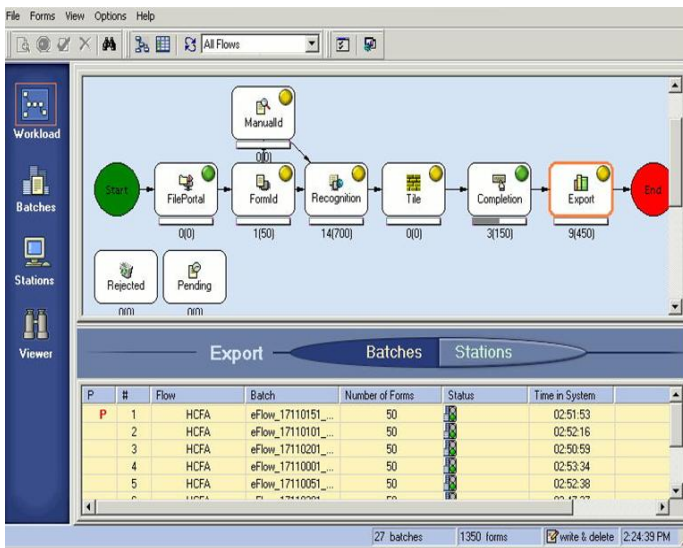 File Forms View Options Help
All Flows
Workload
Batches
Stations
Viewer
ManualId
0(0)
Start
FilePortal
FormId
Recognition
Tile
Completion
Export
End
0(0)
1(50)
14(700)
0(0)
3(150)
9(450)
Rejected
Pending
0(0)
0(0)
Export Batches Stations
P # Flow Batch Number of Forms Status Time in System
P 1 HCFA eFlow_17110151_... 50 02:51:53
2 HCFA eFlow_17110101_... 50 02:52:16
3 HCFA eFlow_17110201_... 50 02:50:59
4 HCFA eFlow_17110001_... 50 02:53:34
5 HCFA eFlow_17110051_... 50 02:52:38
27 batches 1350 forms write & delete 2:24:39 PM